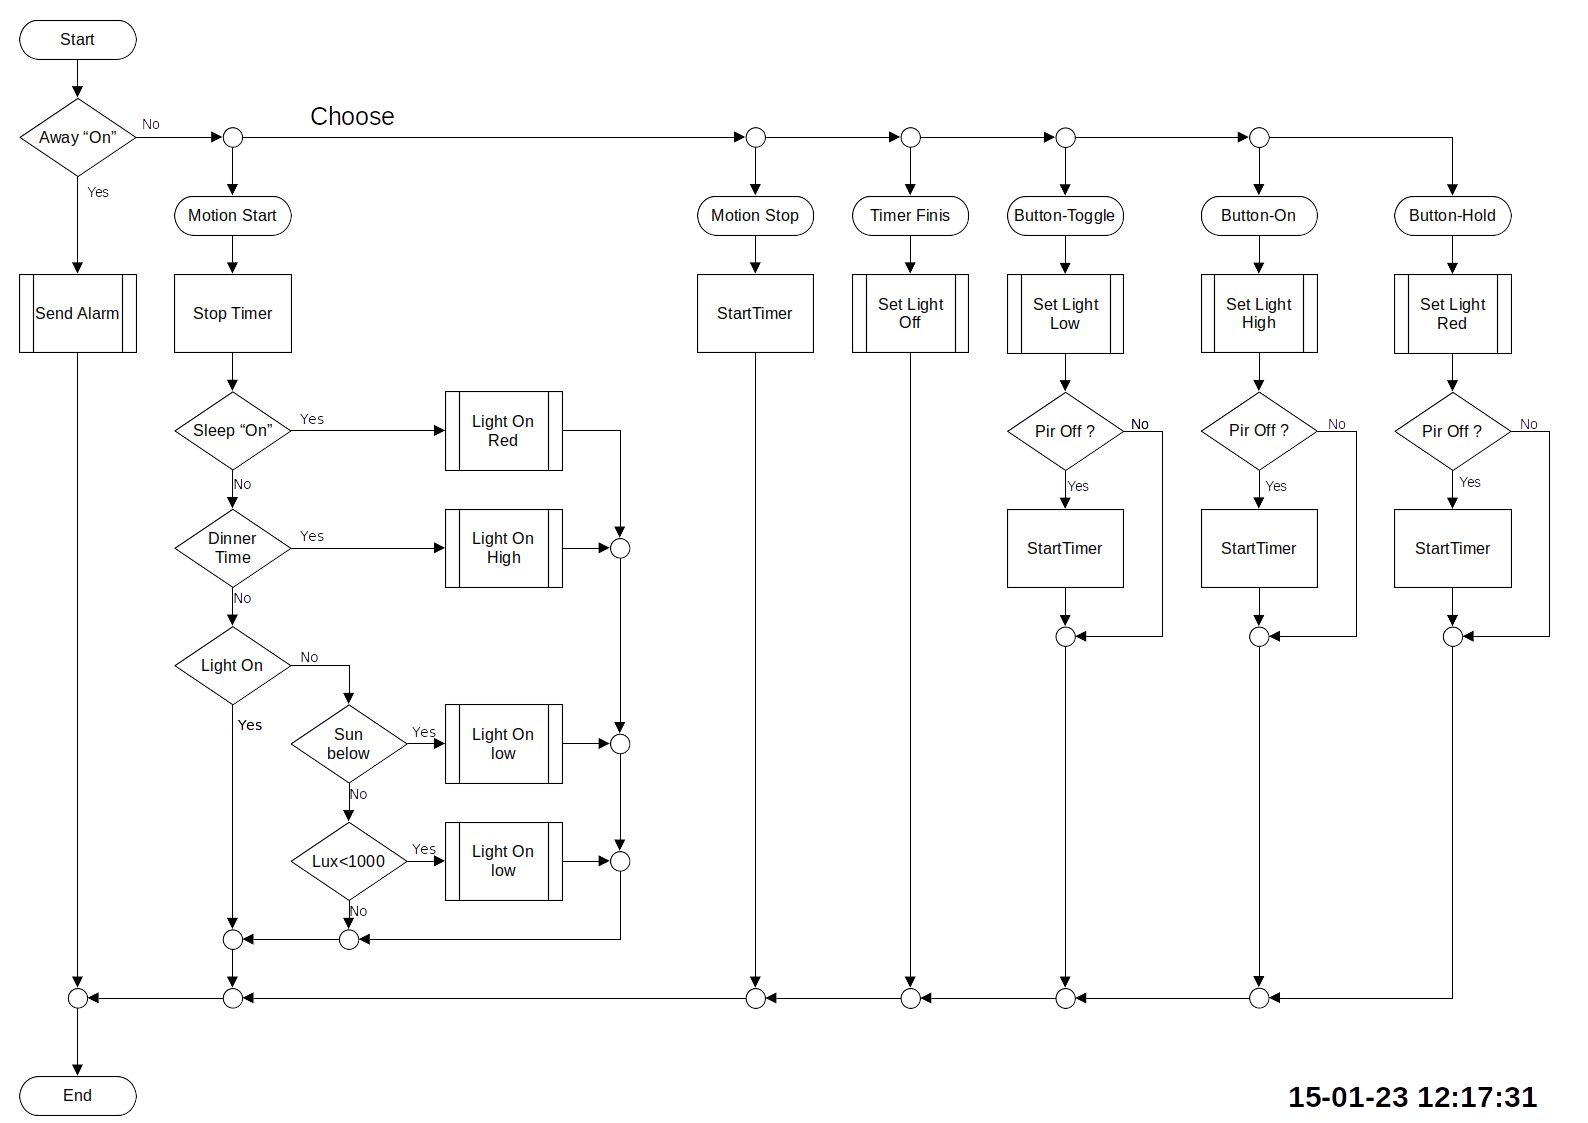 Start
Choose
Away “On”
No
Yes
Motion Start
Motion Stop
Timer Finis
Button-Toggle
Button-On
Button-Hold
Send Alarm
Stop Timer
StartTimer
Set Light
Off
Set Light
Low
Set Light
High
Set Light
Red
Sleep “On”
Yes
Light On
Red
Pir Off ?
No
Pir Off ?
No
Pir Off ?
No
No
Yes
Yes
Yes
Dinner
Time
Yes
Light On
High
StartTimer
StartTimer
StartTimer
No
Light On
No
Yes
Sun
below
Yes
Light On
low
No
Lux<1000
Yes
Light On
low
No
End
15-01-23 12:17:31